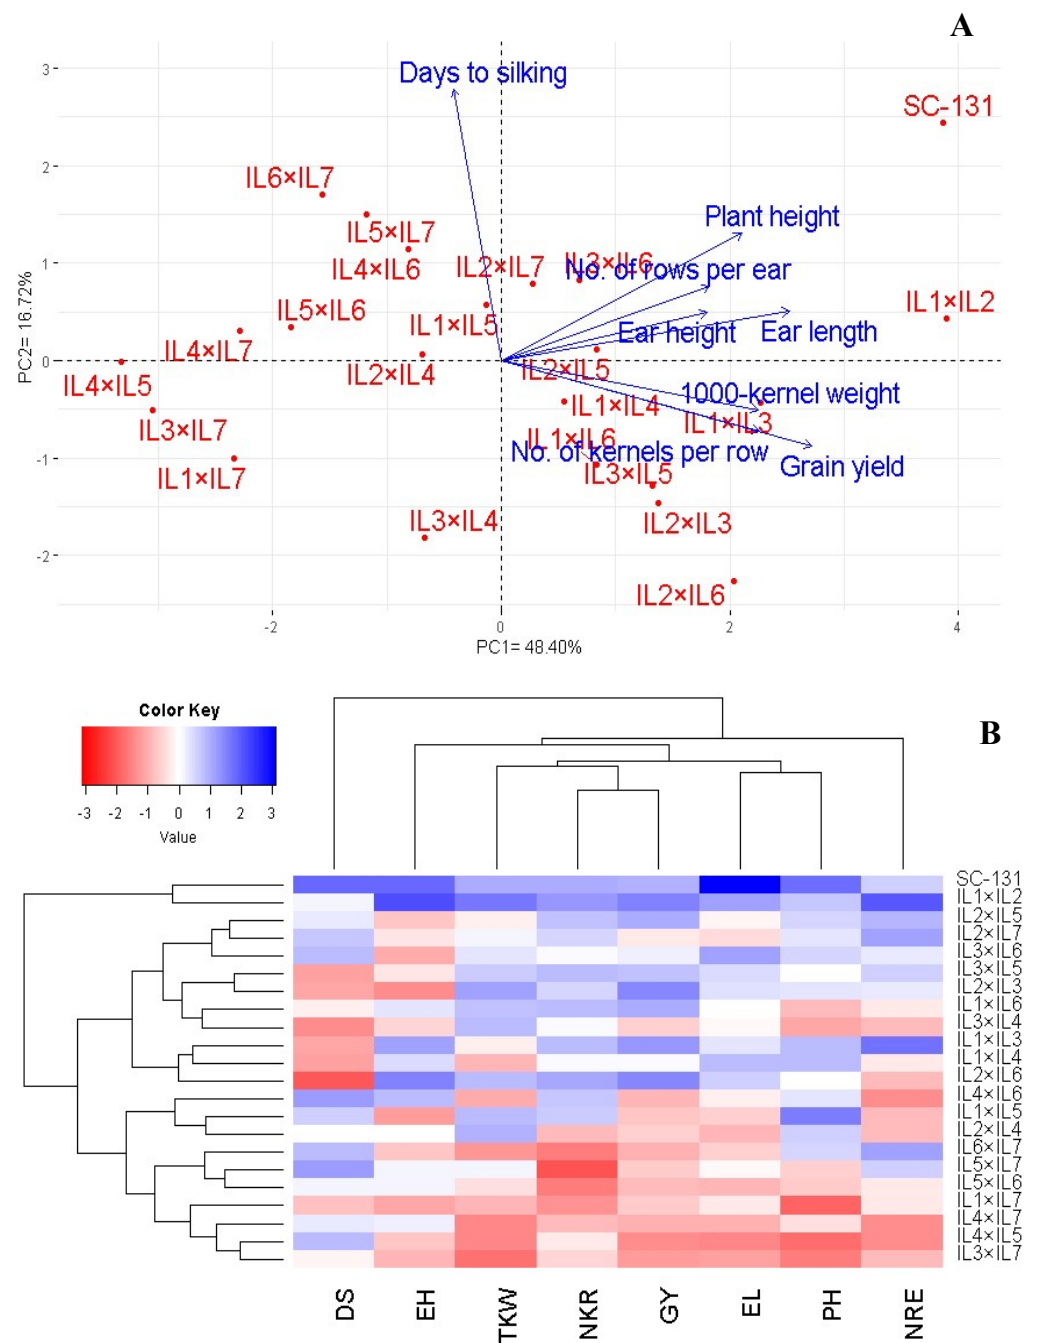 A
3
Days to silking
SC-131
2
IL6×IL7
Plant height
IL5×IL7
IL4×IL6
IL2×IL7
IL3×IL6
No. of rows per ear
1
IL1×IL2
IL5×IL6
IL1×IL5
Ear height
Ear length
IL4×IL7
PC2= 16.72%
0
IL4×IL5
IL2×IL4
IL2×IL5
1000-kernel weight
IL1×IL4
IL1×IL3
IL3×IL7
IL1×IL6
No. of kernels per row
-1
IL1×IL7
IL3×IL5
Grain yield
IL3×IL4
IL2×IL3
-2
IL2×IL6
-2 0 2 4
PC1= 48.40%
B
Color Key
-3 -2 -1 0 1 2 3
Value
SC-131
IL1×IL2
IL2×IL5
IL2×IL7
IL3×IL6
IL3×IL5
IL2×IL3
IL1×IL6
IL3×IL4
IL1×IL3
IL1×IL4
IL2×IL6
IL4×IL6
IL1×IL5
IL2×IL4
IL6×IL7
IL5×IL7
IL5×IL6
IL1×IL7
IL4×IL7
IL4×IL5
IL3×IL7
DS EH TKW NKR GY EL PH NRE